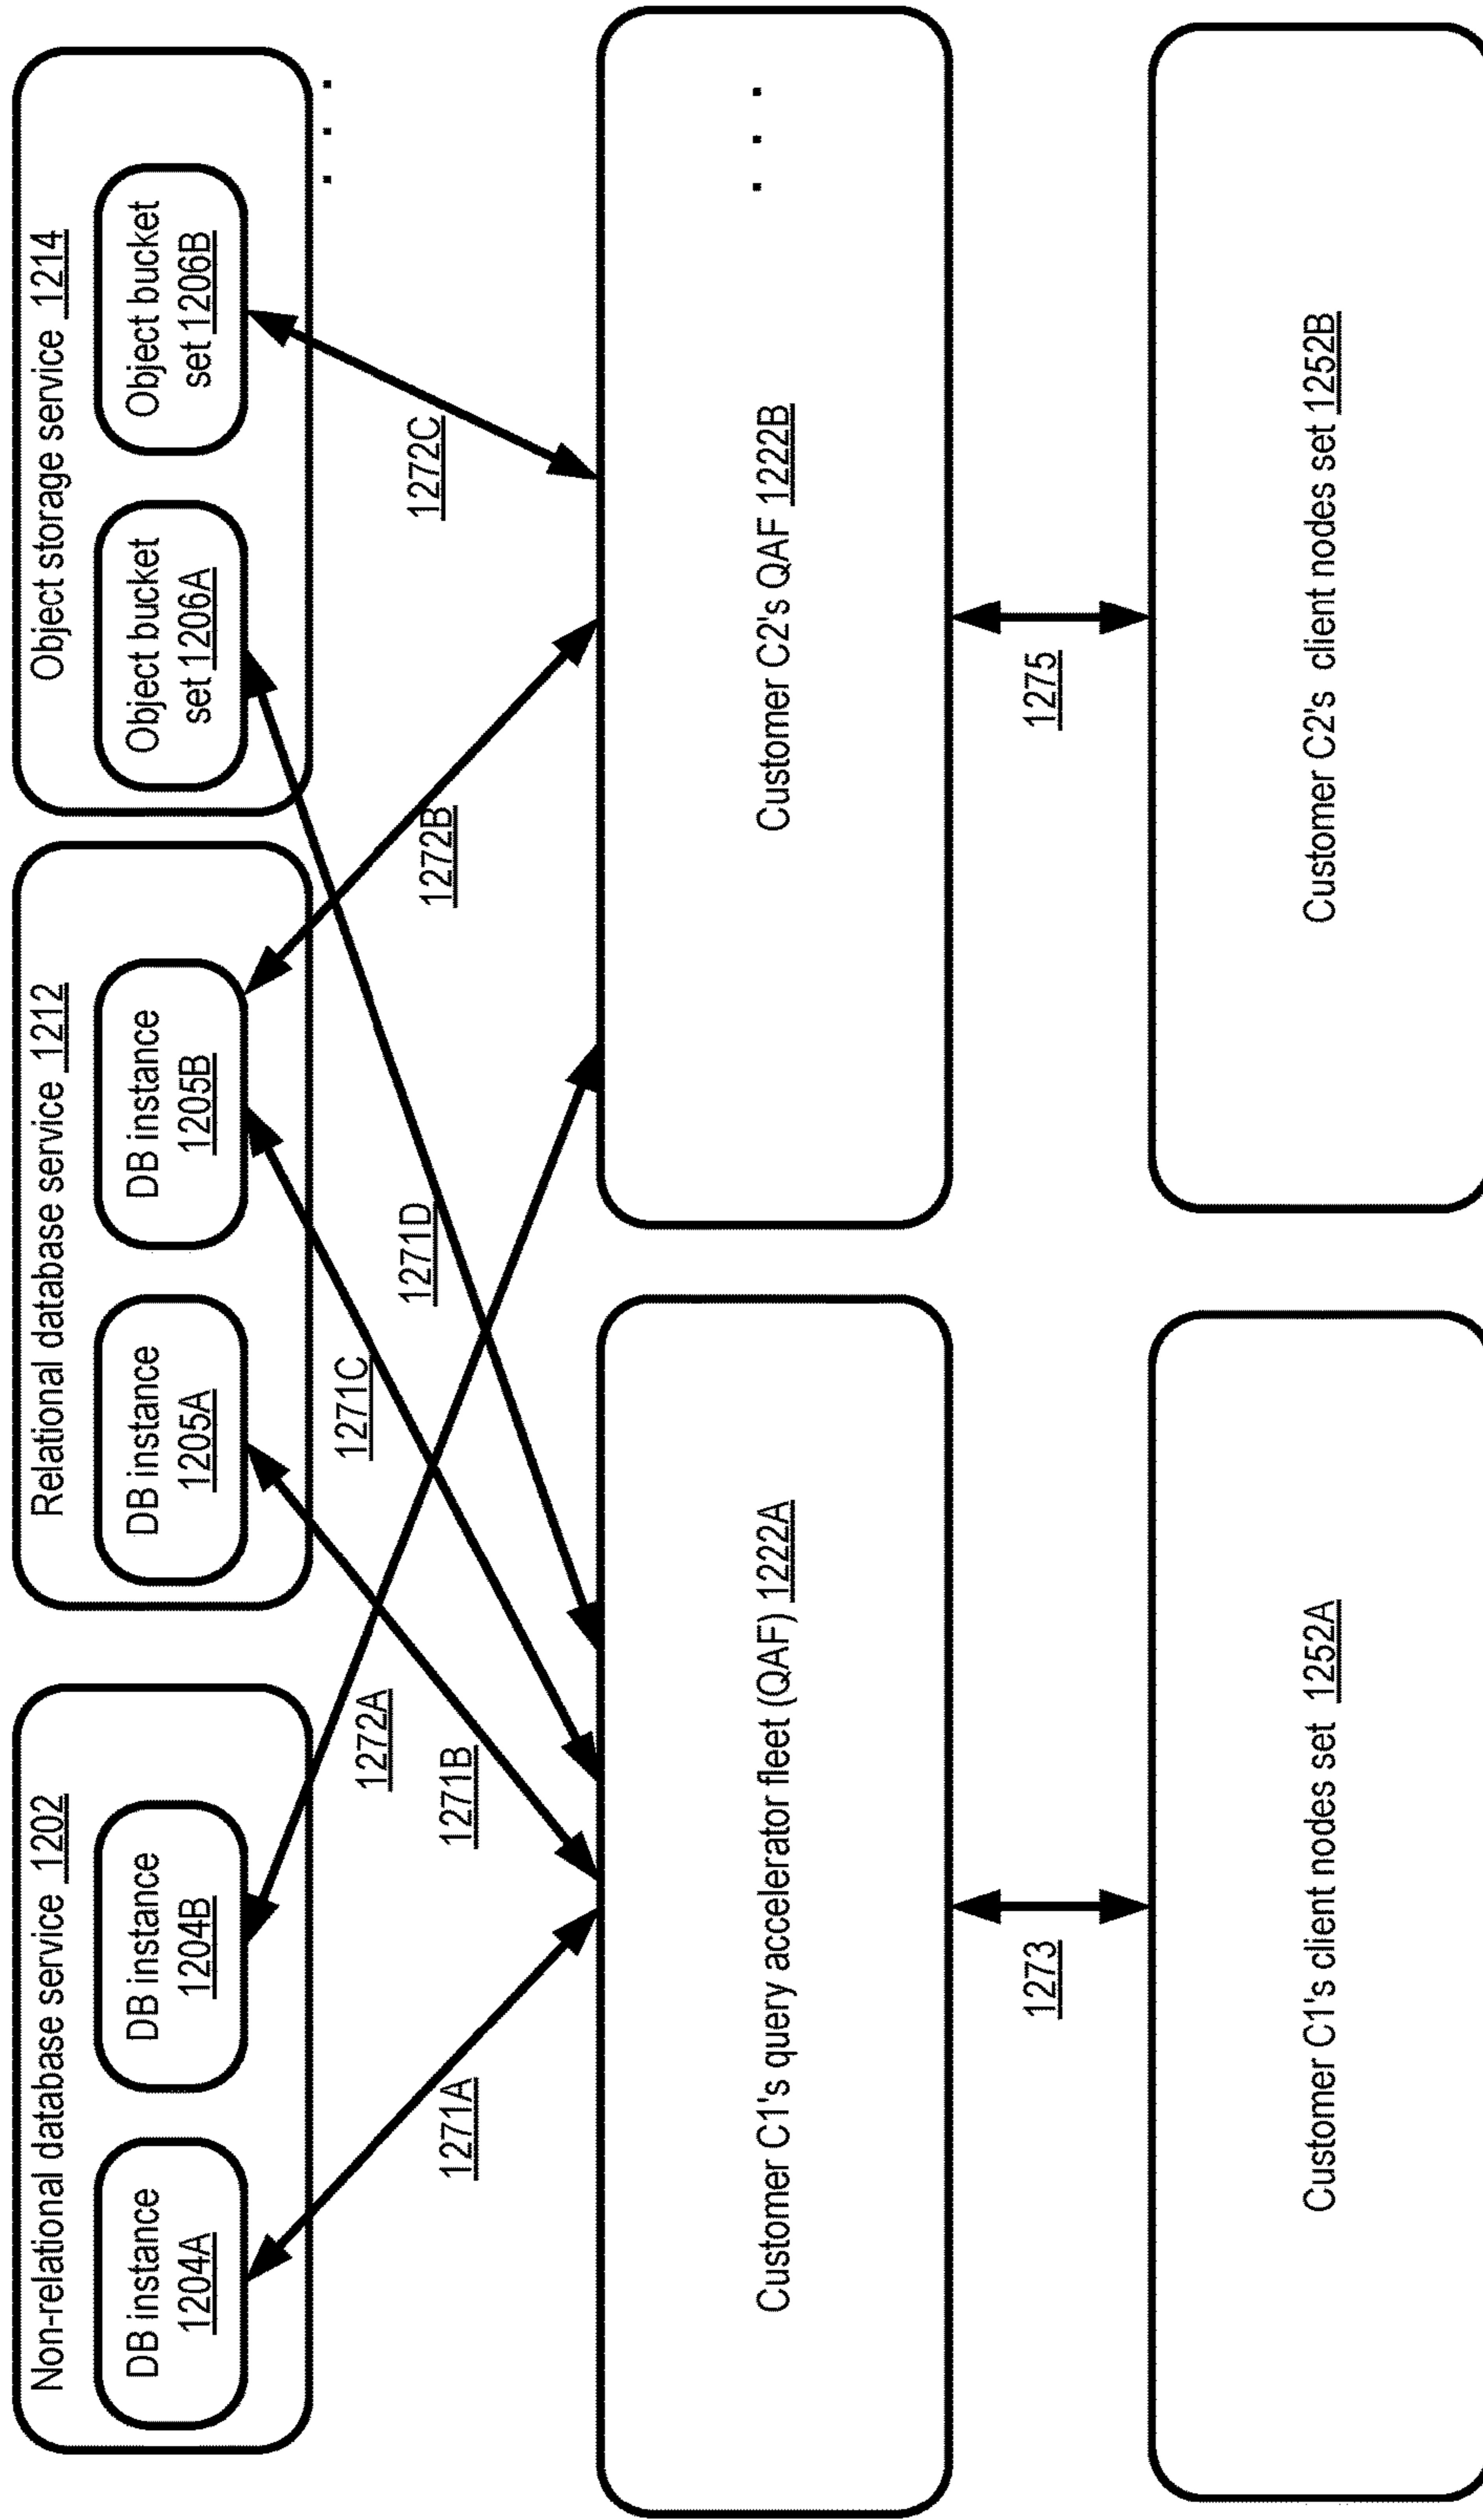 Non-relational database service 1202
DB instance
1204A
DB instance
1204B
Relational database service 1212
DB instance
1205A
DB instance
1205B
Object storage service 1214
Object bucket
set 1206A
Object bucket
set 1206B
. . .
1271A
1271B
1272A
1271C
1271D
1272B
1272C
Customer C1's query accelerator fleet (QAF) 1222A
Customer C2's QAF 1222B
. . .
1273
1275
Customer C1's client nodes set 1252A
Customer C2's client nodes set 1252B